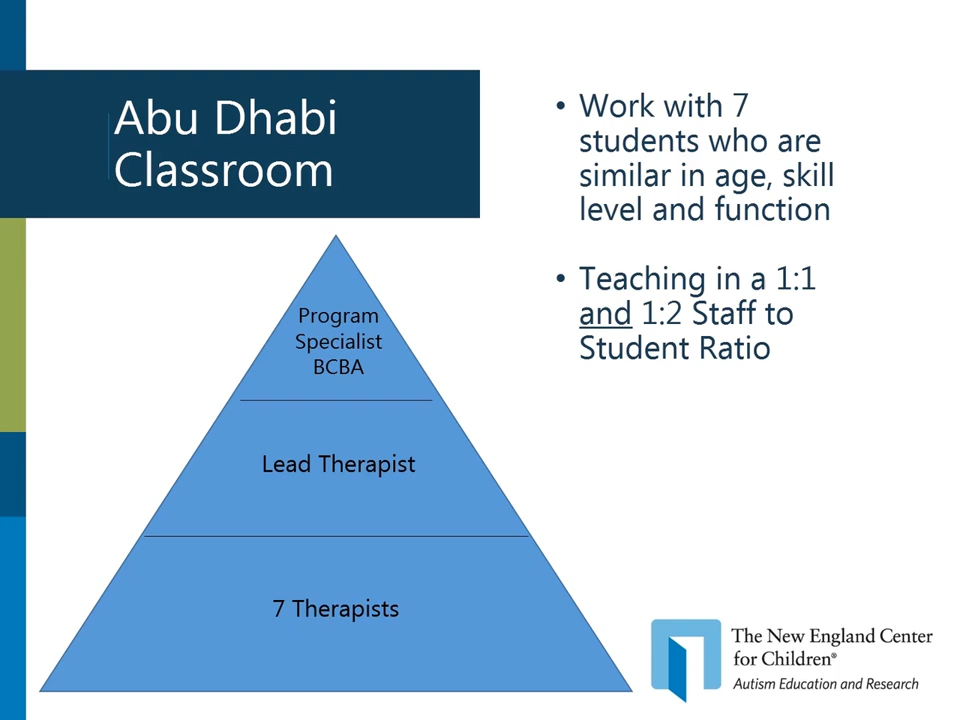 Abu Dhabi
Classroom
• Work with 7
students who are
similar in age, skill
level and function
• Teaching in a 1:1
and 1:2 Staff to
Student Ratio
Program
Specialist
BCBA
Lead Therapist
7 Therapists
The New England Center
for Children®
Autism Education and Research